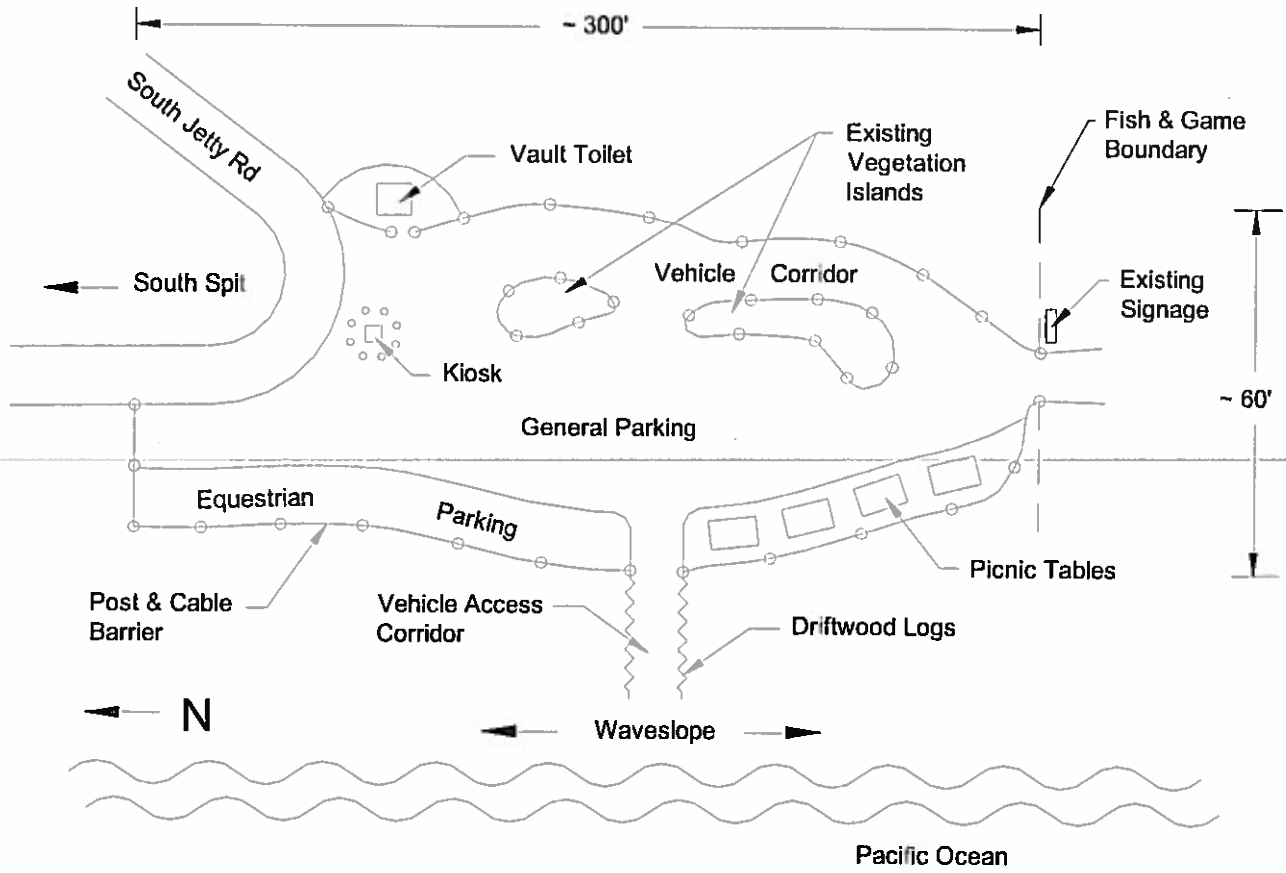 ~ 300'
South Jetty Rd
Vault Toilet
Existing
Vegetation
Islands
Fish & Game
Boundary
South Spit
Vehicle Corridor
Existing
Signage
Kiosk
~ 60'
General Parking
Equestrian
Parking
Picnic Tables
Post & Cable
Barrier
Vehicle Access
Corridor
Driftwood Logs
N
Waveslope
Pacific Ocean